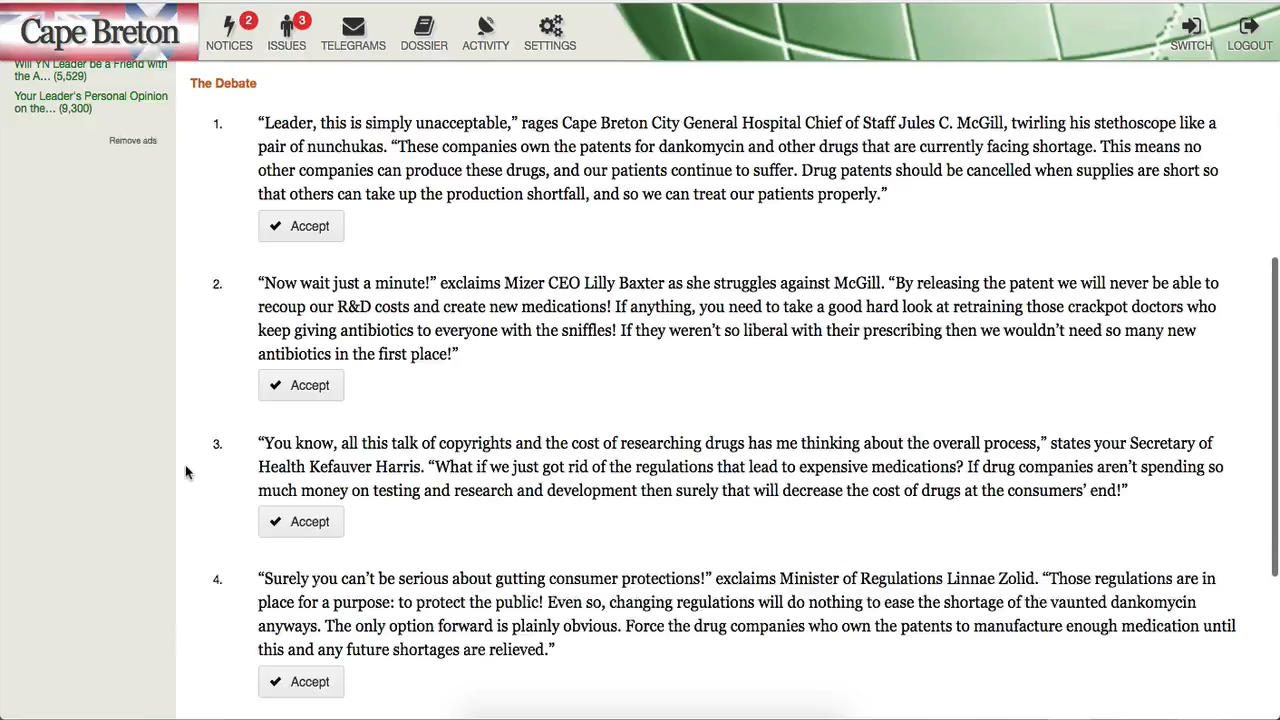 Cape Breton
2
3
NOTICES
ISSUES
TELEGRAMS
DOSSIER
ACTIVITY
SETTINGS
SWITCH
LOGOUT
Will YN Leader be a Friend with
the A... (5,529)
Your Leader's Personal Opinion
on the... (9,300)
Remove ads
The Debate
1.
“Leader, this is simply unacceptable,” rages Cape Breton City General Hospital Chief of Staff Jules C. McGill, twirling his stethoscope like a
pair of nunchukas. “These companies own the patents for dankomycin and other drugs that are currently facing shortage. This means no
other companies can produce these drugs, and our patients continue to suffer. Drug patents should be cancelled when supplies are short so
that others can take up the production shortfall, and so we can treat our patients properly.”
Accept
2.
“Now wait just a minute!” exclaims Mizer CEO Lilly Baxter as she struggles against McGill. “By releasing the patent we will never be able to
recoup our R&D costs and create new medications! If anything, you need to take a good hard look at retraining those crackpot doctors who
keep giving antibiotics to everyone with the sniffles! If they weren’t so liberal with their prescribing then we wouldn’t need so many new
antibiotics in the first place!”
Accept
3.
“You know, all this talk of copyrights and the cost of researching drugs has me thinking about the overall process,” states your Secretary of
Health Kefauver Harris. “What if we just got rid of the regulations that lead to expensive medications? If drug companies aren’t spending so
much money on testing and research and development then surely that will decrease the cost of drugs at the consumers’ end!”
Accept
4.
“Surely you can’t be serious about gutting consumer protections!” exclaims Minister of Regulations Linnae Zolid. “Those regulations are in
place for a purpose: to protect the public! Even so, changing regulations will do nothing to ease the shortage of the vaunted dankomycin
anyways. The only option forward is plainly obvious. Force the drug companies who own the patents to manufacture enough medication until
this and any future shortages are relieved.”
Accept